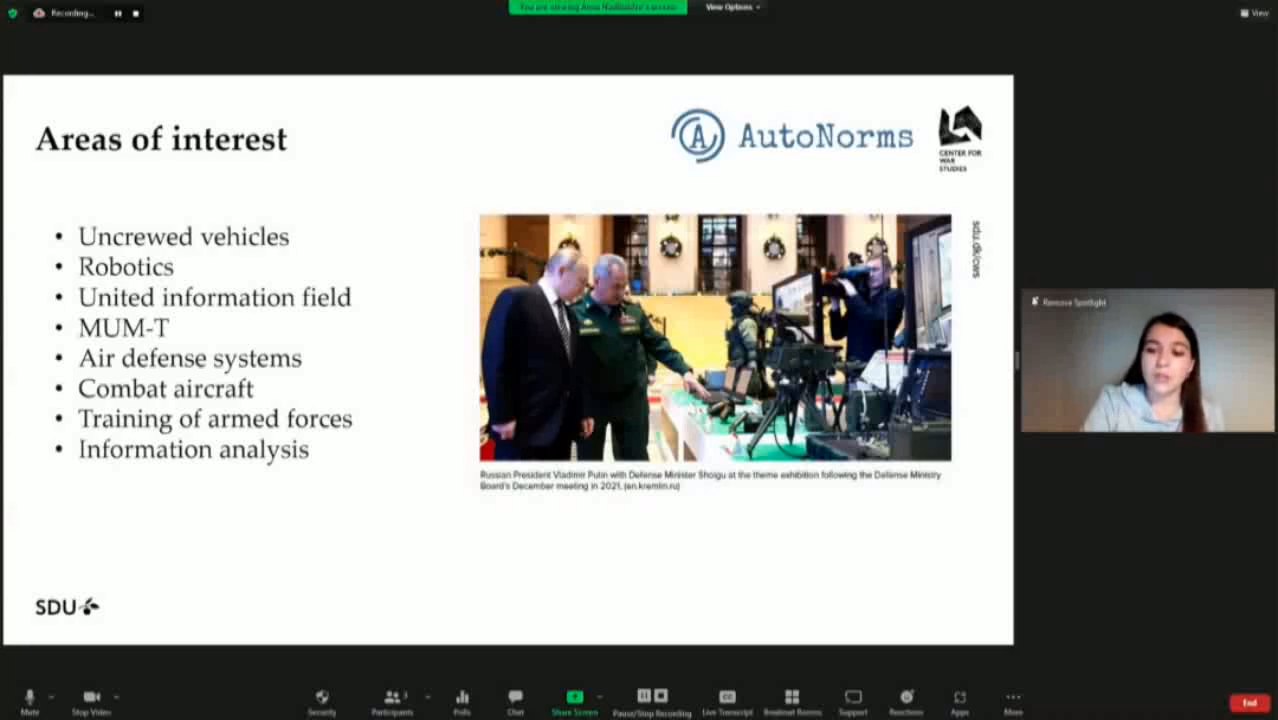 Recording...
You are viewing Anna Nadibaidze's screen
View Options
View
Areas of interest
A AutoNorms
CENTER FOR
WAR
STUDIES
sdu.dk/cws
• Uncrewed vehicles
• Robotics
• United information field
• MUM-T
• Air defense systems
• Combat aircraft
• Training of armed forces
• Information analysis
Russian President Vladimir Putin with Defense Minister Shoigu at the theme exhibition following the Defense Ministry
Board's December meeting in 2021. (en.kremlin.ru)
SDU
Remove Spotlight
Mute
Stop Video
Security
Participants
3
Polls
Chat
Share Screen
Pause/Stop Recording
Live Transcript
Breakout Rooms
Support
Reactions
Apps
More
End